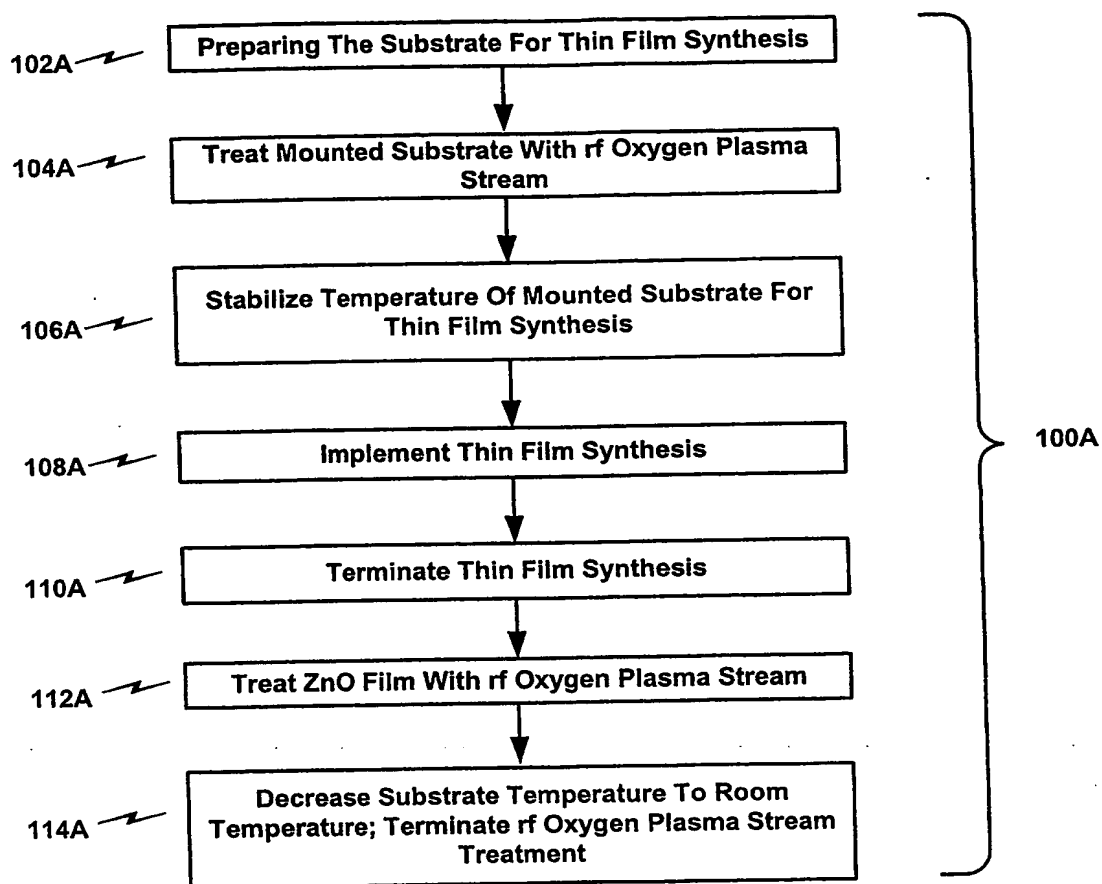 102A
Preparing The Substrate For Thin Film Synthesis
104A
Treat Mounted Substrate With rf Oxygen Plasma
Stream
106A
Stabilize Temperature Of Mounted Substrate For
Thin Film Synthesis
108A
Implement Thin Film Synthesis
100A
110A
Terminate Thin Film Synthesis
112A
Treat ZnO Film With rf Oxygen Plasma Stream
114A
Decrease Substrate Temperature To Room
Temperature; Terminate rf Oxygen Plasma Stream
Treatment